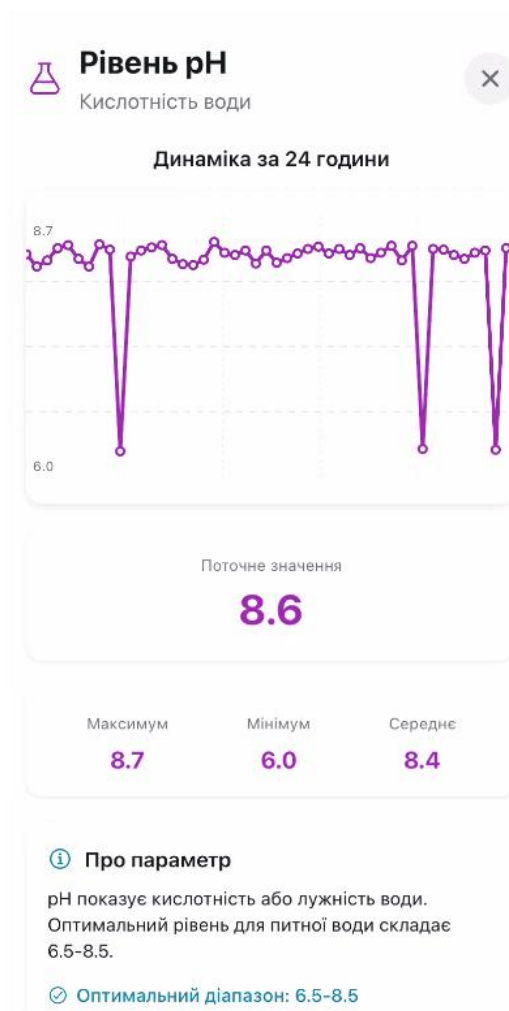 Рівень pH
Кислотність води
Динаміка за 24 години
8.7
6.0
Поточне значення
8.6
Максимум Мінімум Середнє
8.7 6.0 8.4
Про параметр
pH показує кислотність або лужність води.
Оптимальний рівень для питної води складає
6.5-8.5.
Оптимальний діапазон: 6.5-8.5